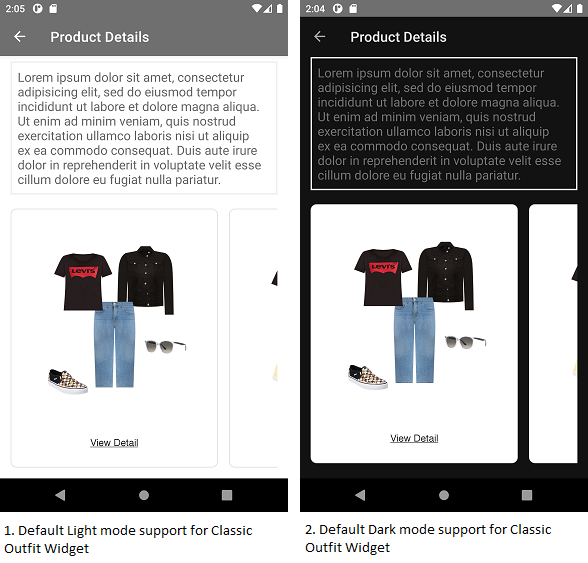 2:05
Product Details
Lorem ipsum dolor sit amet, consectetur
adipisicing elit, sed do eiusmod tempor
incididunt ut labore et dolore magna aliqua.
Ut enim ad minim veniam, quis nostrud
exercitation ullamco laboris nisi ut aliquip
ex ea commodo consequat. Duis aute irure
dolor in reprehenderit in voluptate velit esse
cillum dolore eu fugiat nulla pariatur.
LEVI'S
View Detail
1. Default Light mode support for Classic
Outfit Widget
2:04
Product Details
Lorem ipsum dolor sit amet, consectetur
adipisicing elit, sed do eiusmod tempor
incididunt ut labore et dolore magna aliqua.
Ut enim ad minim veniam, quis nostrud
exercitation ullamco laboris nisi ut aliquip
ex ea commodo consequat. Duis aute irure
dolor in reprehenderit in voluptate velit esse
cillum dolore eu fugiat nulla pariatur.
LEVI'S
View Detail
2. Default Dark mode support for Classic
Outfit Widget